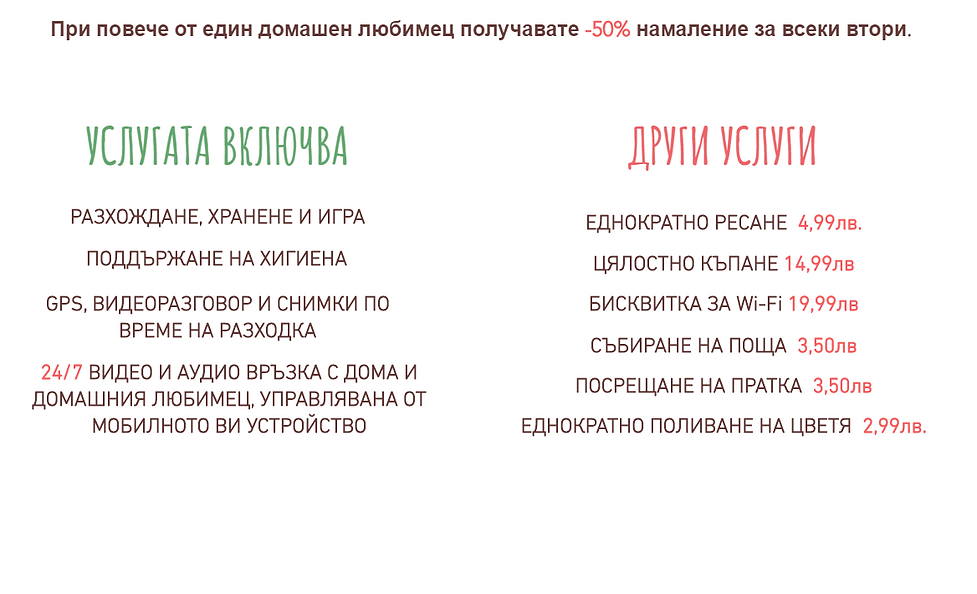 При повече от един домашен любимец получавате -50% намаление за всеки втори.
УСЛУГАТА ВКЛЮЧВА
РАЗХОЖДАНЕ, ХРАНЕНЕ И ИГРА
ПОДДЪРЖАНЕ НА ХИГИЕНА
GPS, ВИДЕОРАЗГОВОР И СНИМКИ ПО
ВРЕМЕ НА РАЗХОДКА
24/7 ВИДЕО И АУДИО ВРЪЗКА С ДОМА И
ДОМАШНИЯ ЛЮБИМЕЦ, УПРАВЛЯВАНА ОТ
МОБИЛНОТО ВИ УСТРОЙСТВО
ДРУГИ УСЛУГИ
ЕДНОКРАТНО РЕСАНЕ 4,99лв.
ЦЯЛОСТНО КЪПАНЕ 14,99лв
БИСКВИТКА ЗА Wi-Fi 19,99лв
СЪБИРАНЕ НА ПОЩА 3,50лв
ПОСРЕЩАНЕ НА ПРАТКА 3,50лв
ЕДНОКРАТНО ПОЛИВАНЕ НА ЦВЕТЯ 2,99лв.